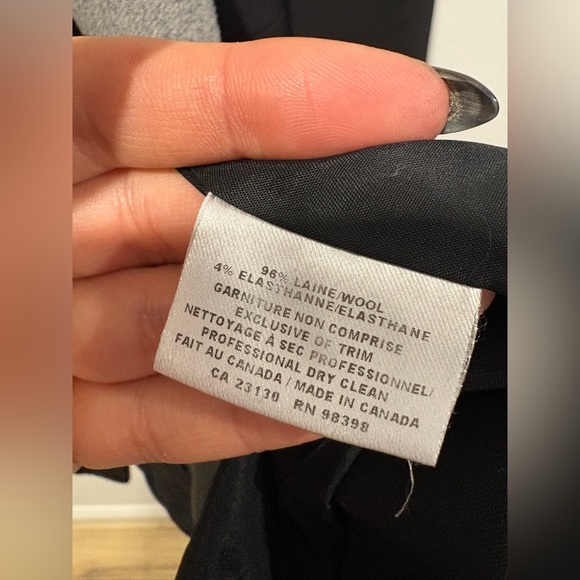 96% LAINE/WOOL
4% ELASTHANNE/ELASTHANE
GARNITURE NON COMPRISE
EXCLUSIVE OF TRIM
NETTOYAGE À SEC PROFESSIONNEL/
PROFESSIONAL DRY CLEAN
FAIT AU CANADA / MADE IN CANADA
CA 23130 RN 98398